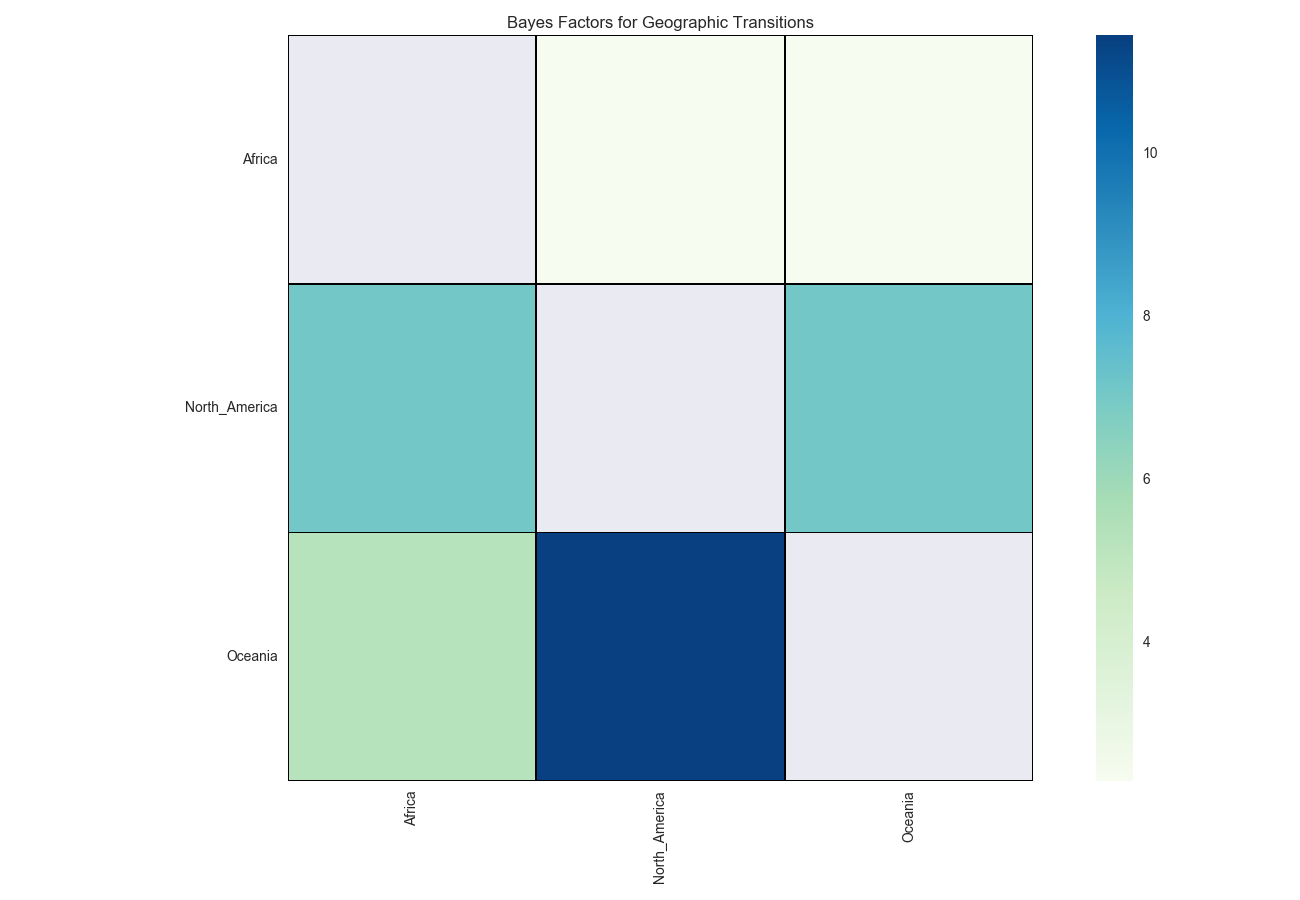 Bayes Factors for Geographic Transitions
Africa
North_America
Oceania
Africa
North_America
Oceania
10
8
6
4